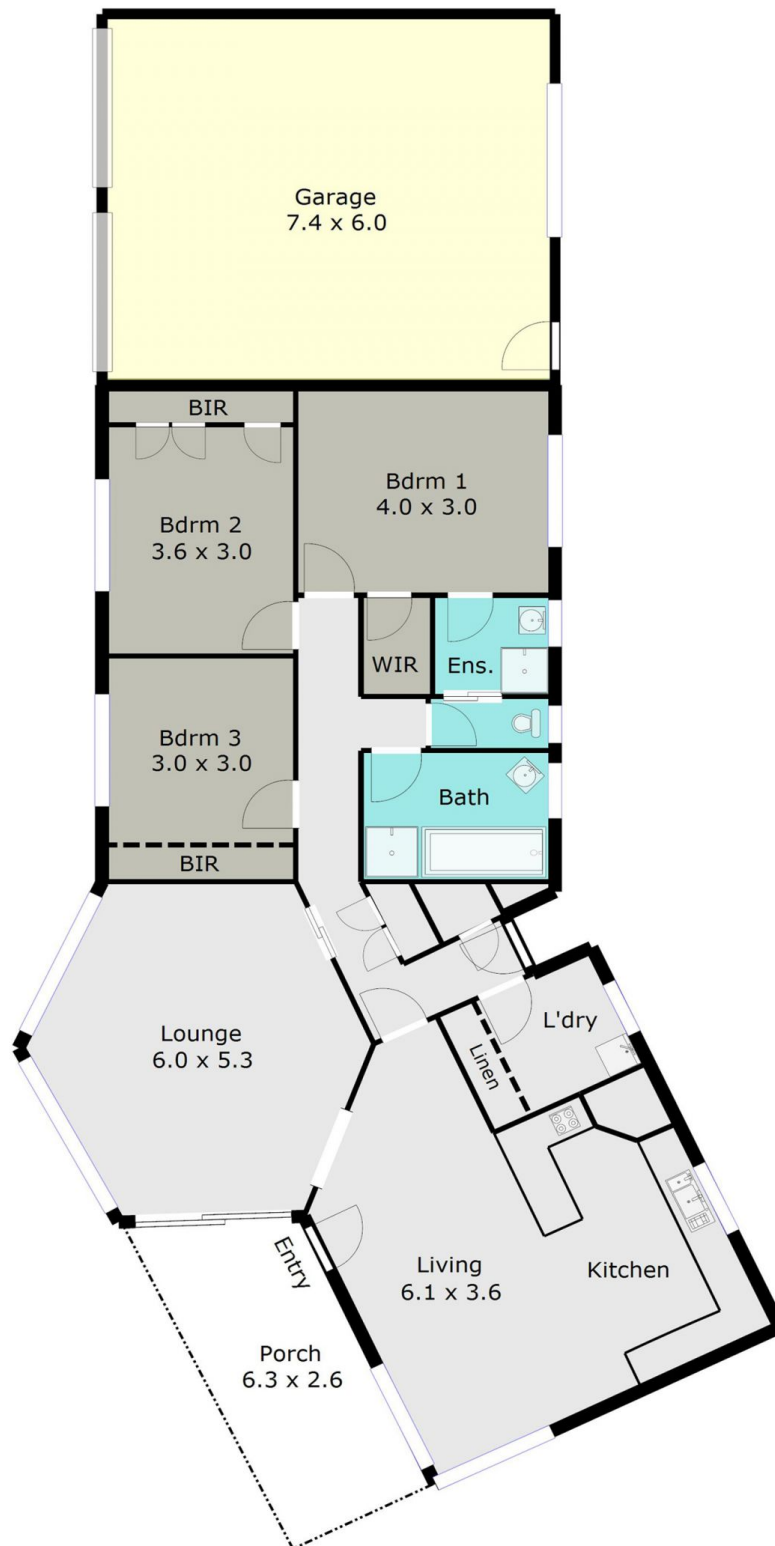 Garage
7.4 x 6.0
BIR
Bdrm 1
4.0 x 3.0
Bdrm 2
3.6 x 3.0
WIR
Ens.
Bdrm 3
3.0 x 3.0
Bath
BIR
Lounge
6.0 x 5.3
L'dry
Linen
Entry
Living
6.1 x 3.6
Kitchen
Porch
6.3 x 2.6